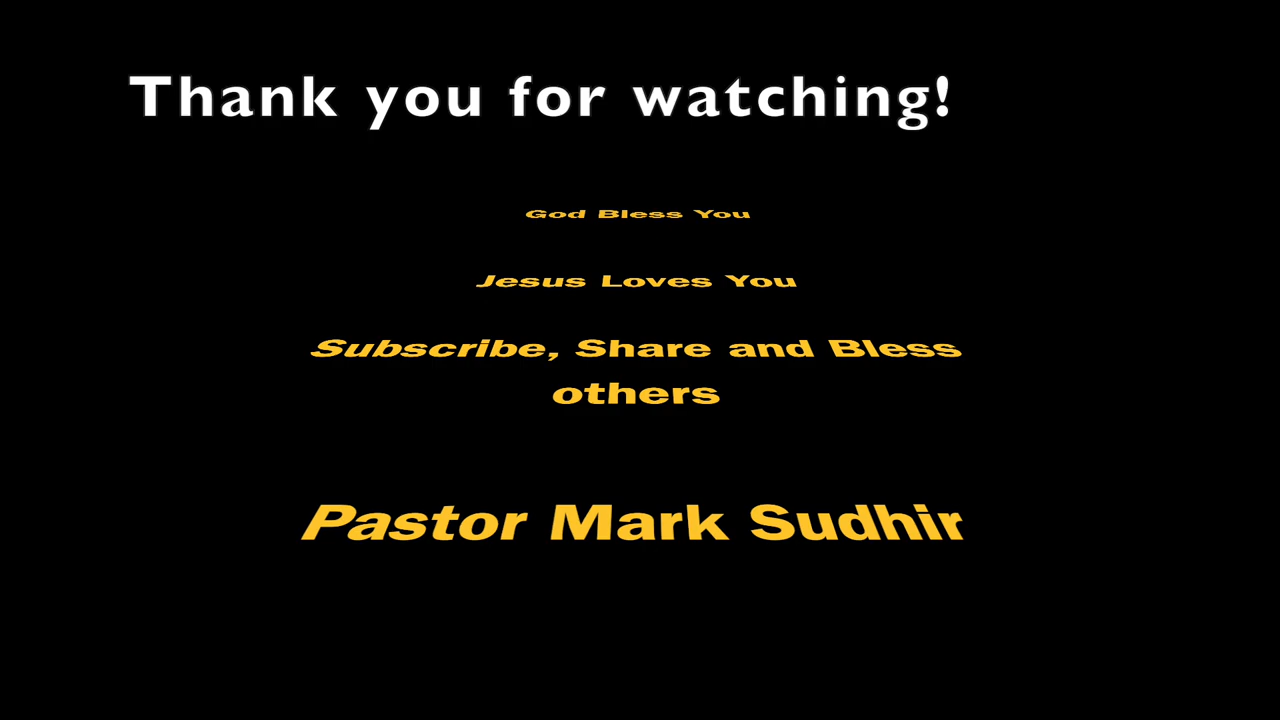 Thank you for watching!
God Bless You
Jesus Loves You
Subscribe, Share and Bless
others
Pastor Mark Sudhir